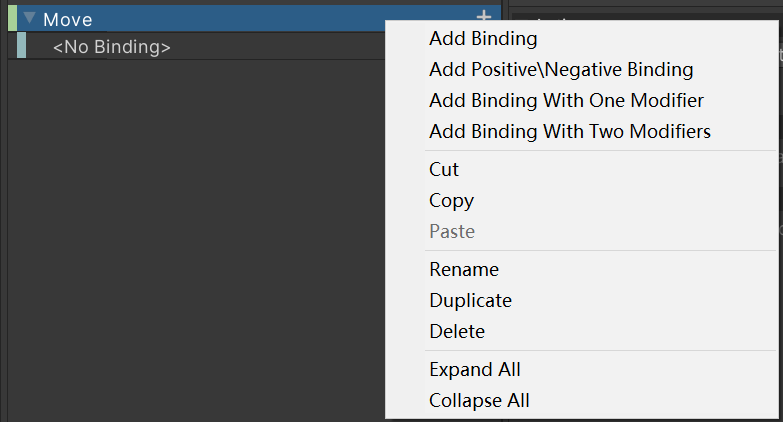 Move
<No Binding>
Add Binding
Add Positive\Negative Binding
Add Binding With One Modifier
Add Binding With Two Modifiers
Cut
Copy
Paste
Rename
Duplicate
Delete
Expand All
Collapse All